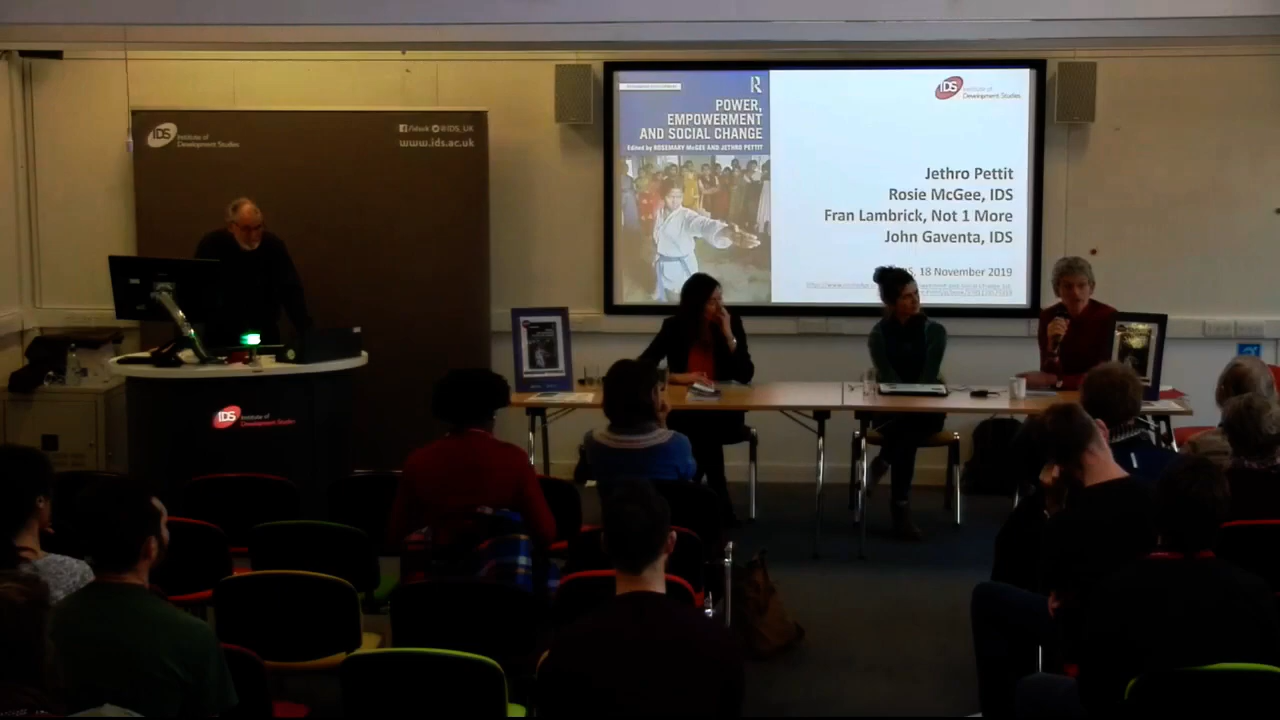 IDS
Institute of
Development Studies
/idsuk @IDS_UK
www.ids.ac.uk
IDS
Institute of
Development Studies
R
POWER,
EMPOWERMENT
AND SOCIAL CHANGE
Edited by ROSEMARY McGEE AND JETHRO PETTIT
IDS
Institute of
Development Studies
Jethro Pettit
Rosie McGee, IDS
Fran Lambrick, Not 1 More
John Gaventa, IDS
18 November 2019